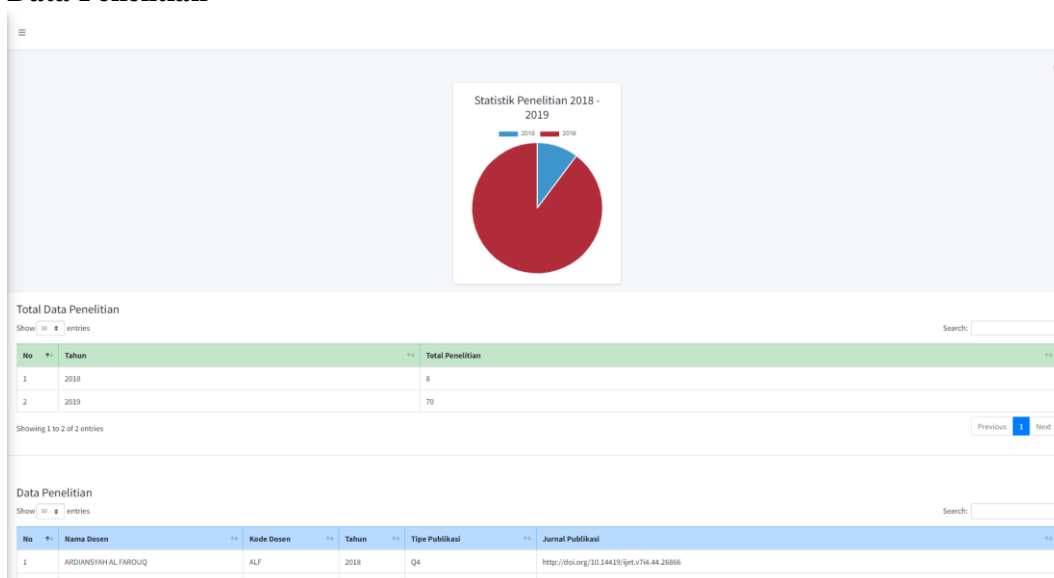 Statistik Penelitian 2018 -
2019
2018 2019
Total Data Penelitian
Show 10 entries Search:
No Tahun Total Penelitian
1 2018 8
2 2019 70
Showing 1 to 2 of 2 entries Previous 1 Next
Data Penelitian
Show 10 entries Search:
No Nama Dosen Kode Dosen Tahun Tipe Publikasi Jurnal Publikasi
1 ARDIANSYAH AL FAROUQ ALF 2018 Q4 http://doi.org/10.14419/ijet.v7i4.44.26866